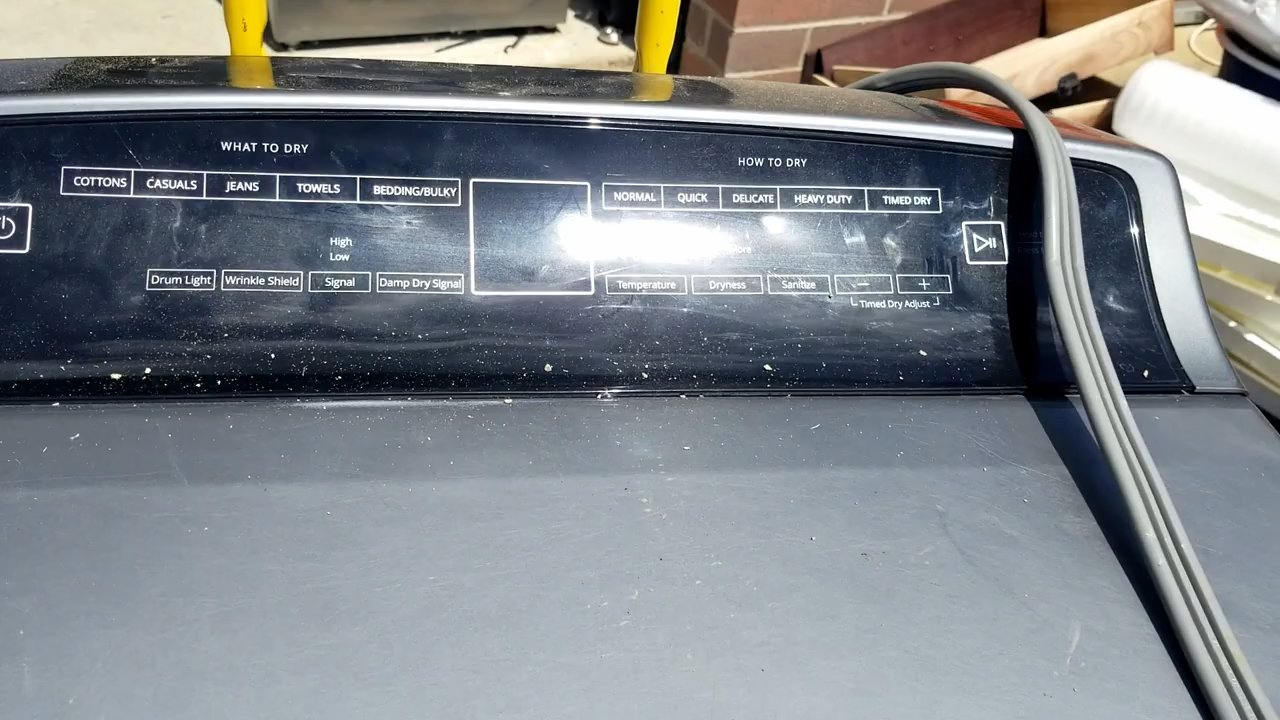 WHAT TO DRY
COTTONS CASUALS JEANS TOWELS BEDDING/BULKY
High
Low
Drum Light Wrinkle Shield Signal Damp Dry Signal
HOW TO DRY
NORMAL QUICK DELICATE HEAVY DUTY TIMED DRY
Temperature Dryness Sanitize — +
Timed Dry Adjust